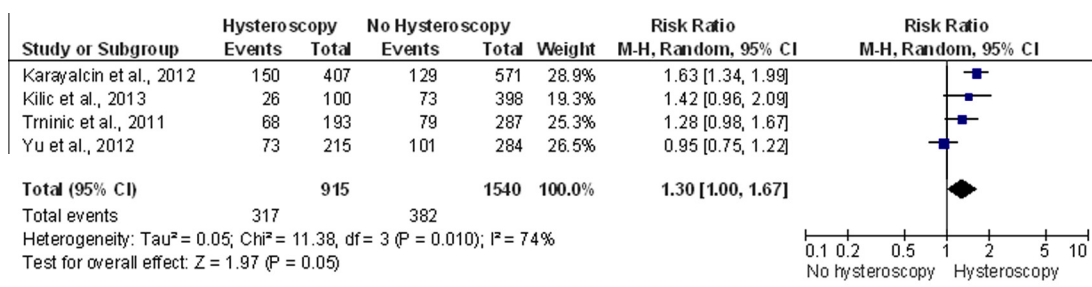 Hysteroscopy No Hysteroscopy Risk Ratio Risk Ratio
Study or Subgroup Events Total Events Total Weight M-H, Random, 95% CI M-H, Random, 95% CI
Karayalcin et al., 2012 150 407 129 571 28.9% 1.63 [1.34, 1.99]
Kilic et al., 2013 26 100 73 398 19.3% 1.42 [0.96, 2.09]
Trninic et al., 2011 68 193 79 287 25.3% 1.28 [0.98, 1.67]
Yu et al., 2012 73 215 101 284 26.5% 0.95 [0.75, 1.22]
Total (95% CI) 915 1540 100.0% 1.30 [1.00, 1.67]
Total events 317 382
Heterogeneity: Tau² = 0.05; Chi² = 11.38, df = 3 (P = 0.010); I² = 74%
Test for overall effect: Z = 1.97 (P = 0.05)
0.1 0.2 0.5 1 2 5 10
No hysteroscopy Hysteroscopy